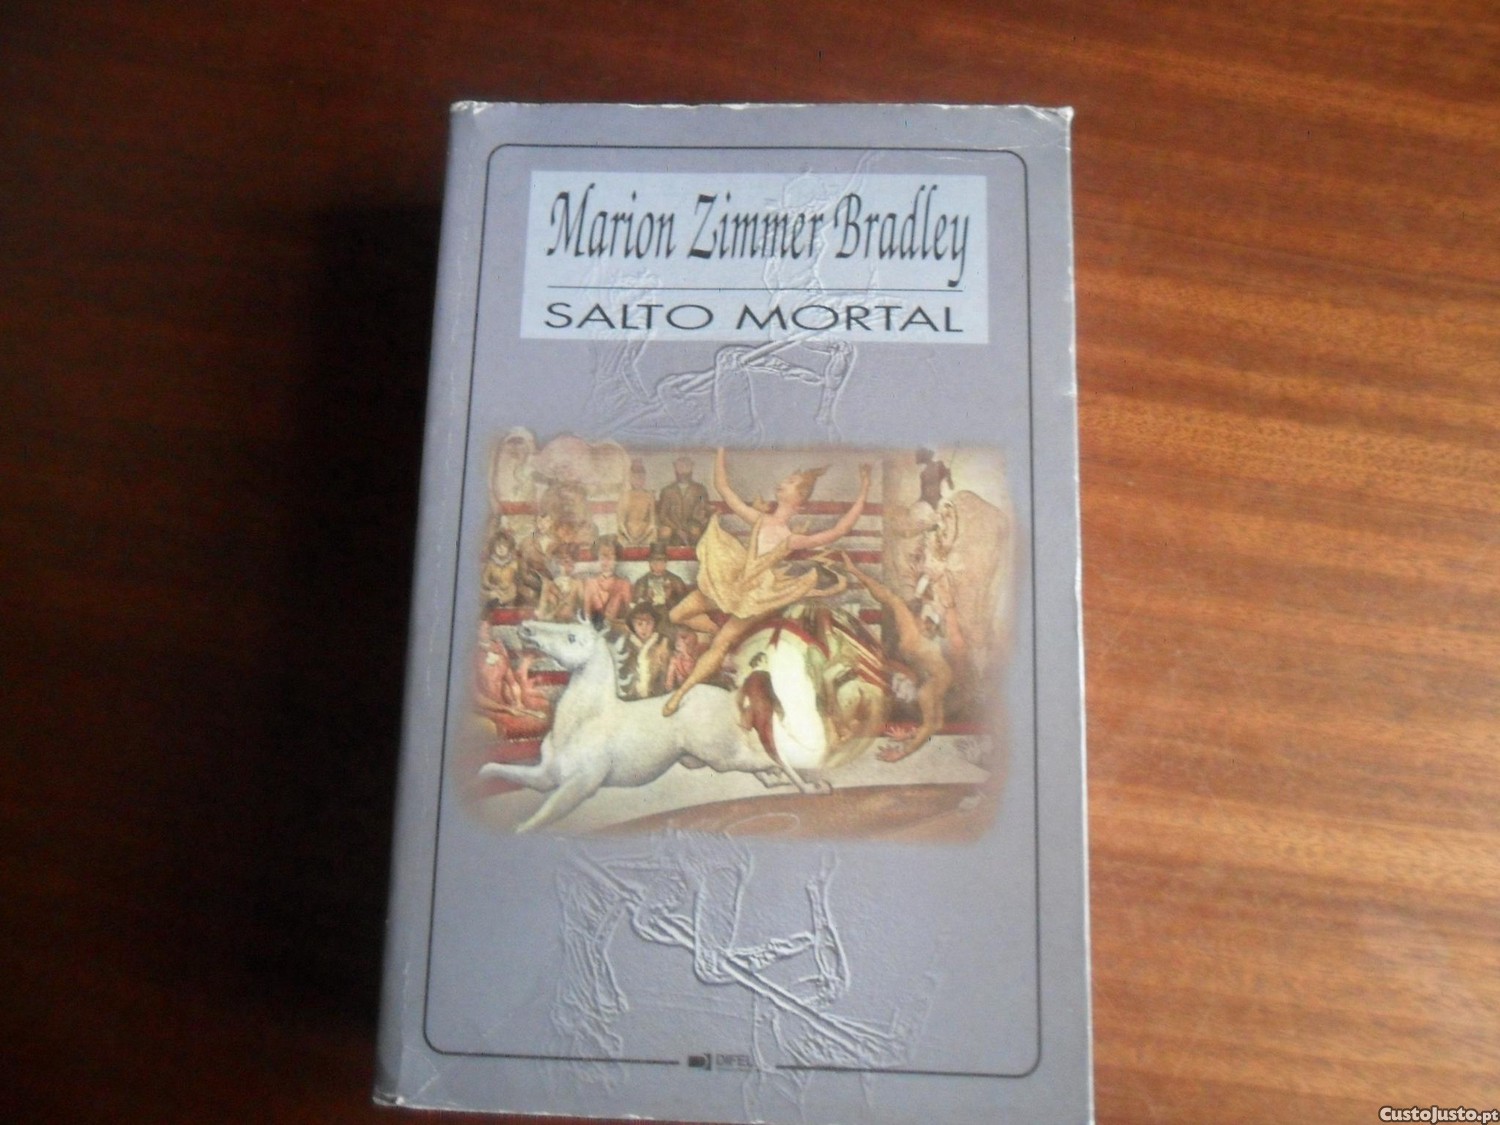 Marion Zimmer Bradley
SALTO MORTAL
DIFEL
CustoJusto.pt